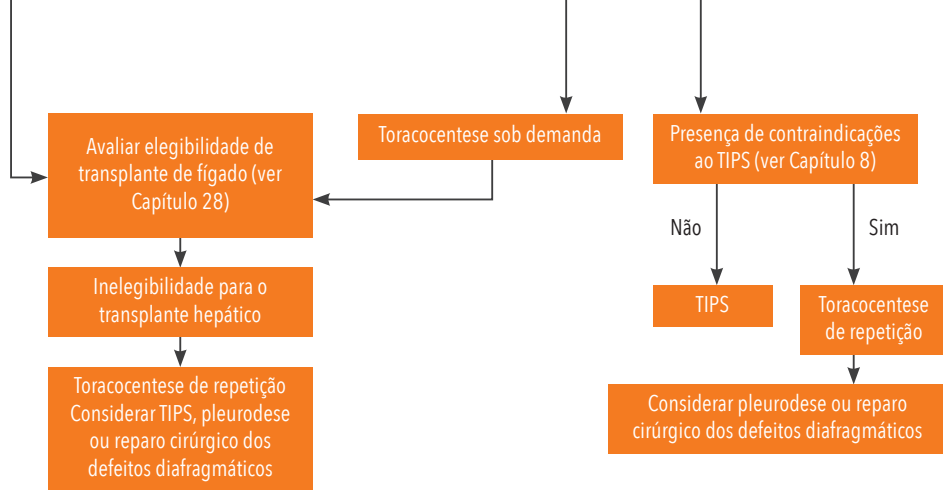 Avaliar elegibilidade de
transplante de fígado (ver
Capítulo 28)
Inelegibilidade para o
transplante hepático
Toracocentese de repetição
Considerar TIPS, pleurodese
ou reparo cirúrgico dos
defeitos diafragmáticos
Toracocentese sob demanda
Presença de contraindicações
ao TIPS (ver Capítulo 8)
Não
Sim
TIPS
Toracocentese
de repetição
Considerar pleurodese ou reparo
cirúrgico dos defeitos diafragmáticos